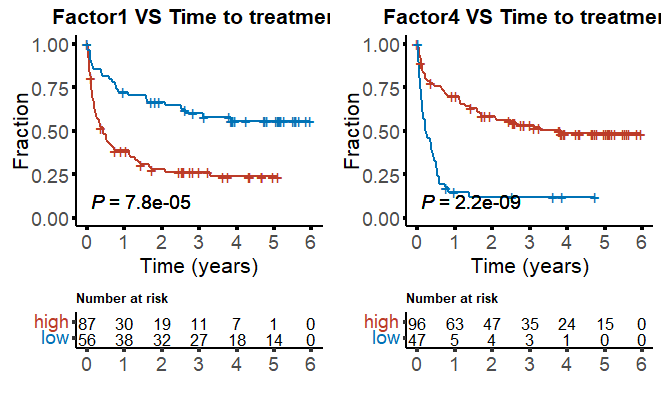 Factor1 VS Time to treatmer
1.00
0.75
0.50
0.25
0.00
Fraction
P = 7.8e-05
0 1 2 3 4 5 6
Time (years)
Number at risk
high 87 30 19 11 7 1 0
low 56 38 32 27 18 14 0
0 1 2 3 4 5 6
Factor4 VS Time to treatmer
1.00
0.75
0.50
0.25
0.00
Fraction
P = 2.2e-09
0 1 2 3 4 5 6
Time (years)
Number at risk
high 96 63 47 35 24 15 0
low 47 5 4 3 1 0 0
0 1 2 3 4 5 6